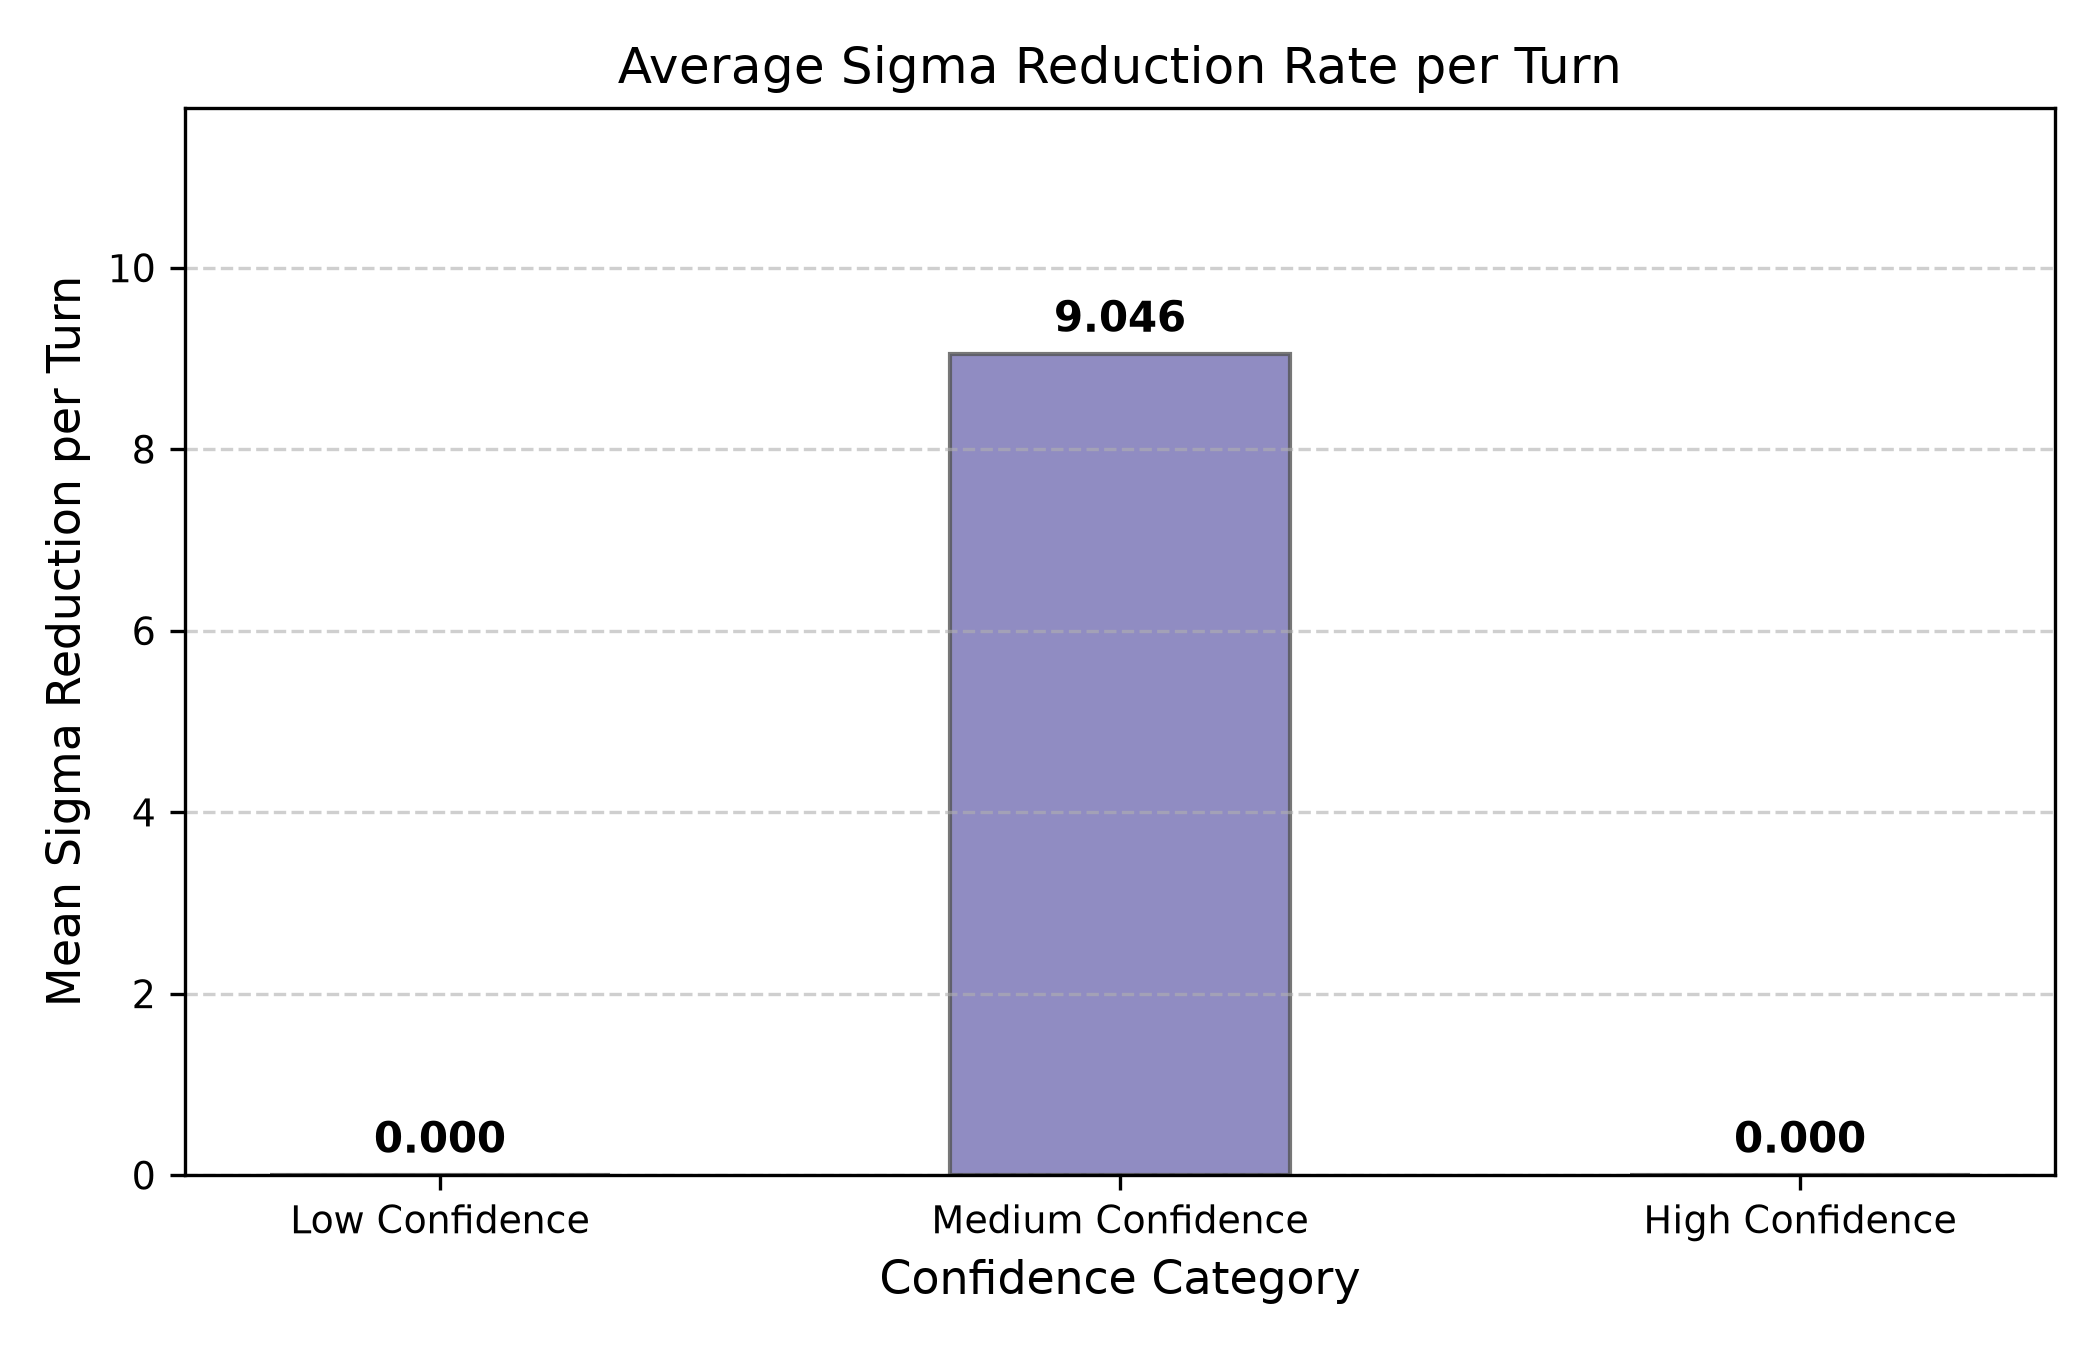 Average Sigma Reduction Rate per Turn
Mean Sigma Reduction per Turn
10
8
6
4
2
0
9.046
0.000
0.000
Low Confidence
Medium Confidence
High Confidence
Confidence Category